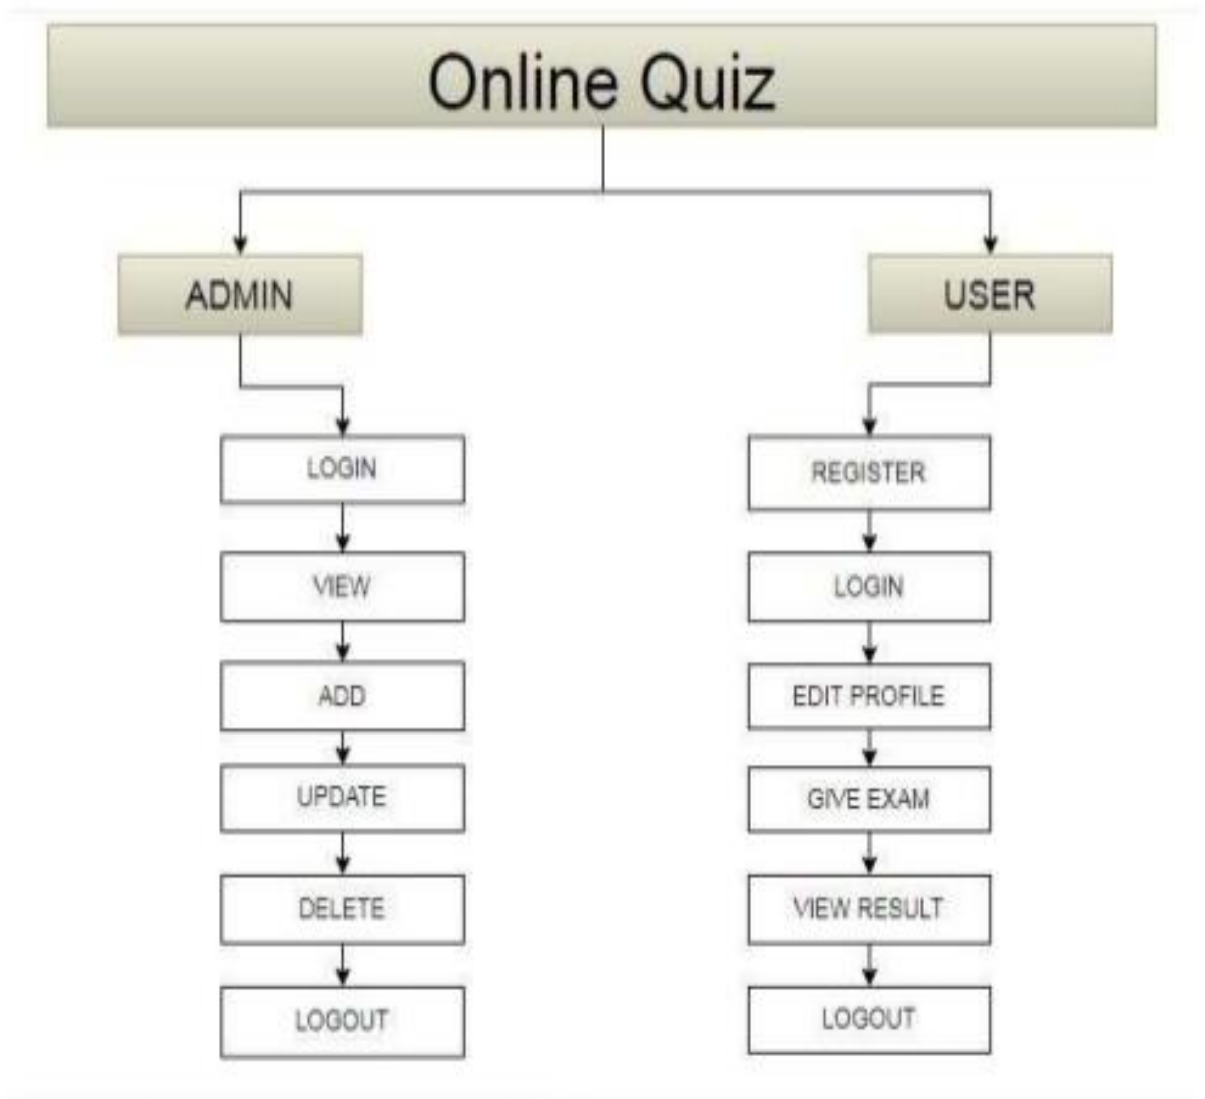 Online Quiz
ADMIN
USER
LOGIN
REGISTER
VIEW
LOGIN
ADD
EDIT PROFILE
UPDATE
GIVE EXAM
DELETE
VIEW RESULT
LOGOUT
LOGOUT